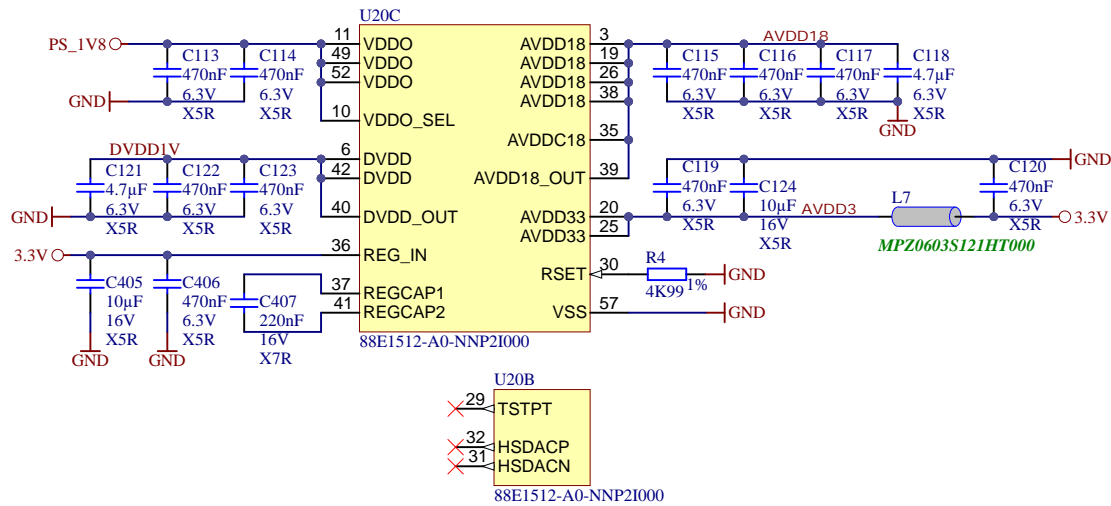 U20C
PS_1V8
11
VDDO
49
VDDO
52
VDDO
10
VDDO_SEL
C113
470nF
6.3V
X5R
C114
470nF
6.3V
X5R
GND
DVDD1V
6
DVDD
42
DVDD
40
DVDD_OUT
C121
4.7µF
6.3V
X5R
C122
470nF
6.3V
X5R
C123
470nF
6.3V
X5R
GND
3.3V
36
REG_IN
37
REGCAP1
41
REGCAP2
C405
10µF
16V
X5R
GND
C406
470nF
6.3V
X5R
GND
C407
220nF
16V
X7R
AVDD18
3
AVDD18
19
AVDD18
26
AVDD18
38
AVDD18
35
AVDDC18
39
AVDD18_OUT
20
AVDD33
25
AVDD33
30
RSET
57
VSS
C115
470nF
6.3V
X5R
C116
470nF
6.3V
X5R
C117
470nF
6.3V
X5R
C118
4.7µF
6.3V
X5R
GND
C119
470nF
6.3V
X5R
C124
10µF
16V
X5R
AVDD3
L7
MPZ0603S121HT000
C120
470nF
6.3V
X5R
GND
3.3V
R4
4K99
1%
GND
GND
88E1512-A0-NNP2I000
U20B
29
TSTPT
32
HSDACP
31
HSDACN
88E1512-A0-NNP2I000